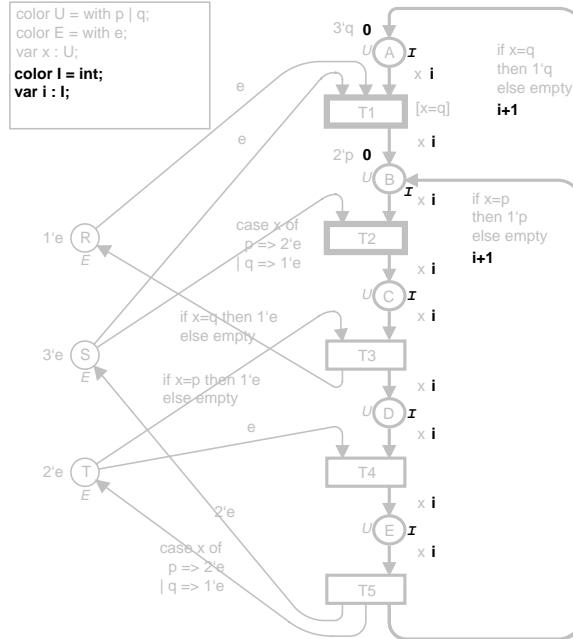 color U = with p | q;
color E = with e;
var x : U;
color I = int;
var i : I;
3‛q 0
U A I
x i
if x=q
then 1‛q
else empty
i+1
e
T1 [x=q]
x i
e
2‛p 0
U B I
x i
if x=p
then 1‛p
else empty
i+1
case x of
p => 2‛e
| q => 1‛e
1‛e R
E
T2
x i
U C I
x i
if x=q then 1‛e
else empty
3‛e S
E
T3
x i
if x=p then 1‛e
else empty
U D I
x i
e
2‛e T
E
T4
x i
2‛e
U E I
x i
case x of
p => 2‛e
| q => 1‛e
T5